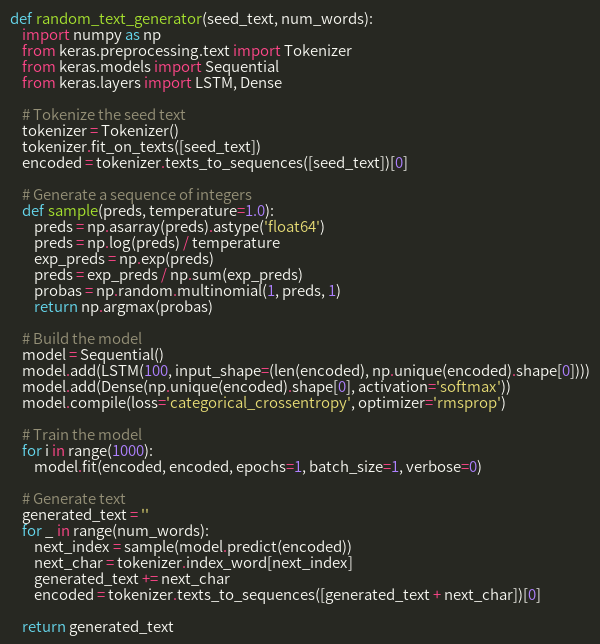 def random_text_generator(seed_text, num_words):
    import numpy as np
    from keras.preprocessing.text import Tokenizer
    from keras.models import Sequential
    from keras.layers import LSTM, Dense

    # Tokenize the seed text
    tokenizer = Tokenizer()
    tokenizer.fit_on_texts([seed_text])
    encoded = tokenizer.texts_to_sequences([seed_text])[0]

    # Generate a sequence of integers
    def sample(preds, temperature=1.0):
        preds = np.asarray(preds).astype('float64')
        preds = np.log(preds) / temperature
        exp_preds = np.exp(preds)
        preds = exp_preds / np.sum(exp_preds)
        probas = np.random.multinomial(1, preds, 1)
        return np.argmax(probas)

    # Build the model
    model = Sequential()
    model.add(LSTM(100, input_shape=(len(encoded), np.unique(encoded).shape[0])))
    model.add(Dense(np.unique(encoded).shape[0], activation='softmax'))
    model.compile(loss='categorical_crossentropy', optimizer='rmsprop')

    # Train the model
    for i in range(1000):
        model.fit(encoded, encoded, epochs=1, batch_size=1, verbose=0)

    # Generate text
    generated_text = ''
    for _ in range(num_words):
        next_index = sample(model.predict(encoded))
        next_char = tokenizer.index_word[next_index]
        generated_text += next_char
        encoded = tokenizer.texts_to_sequences([generated_text + next_char])[0]

    return generated_text